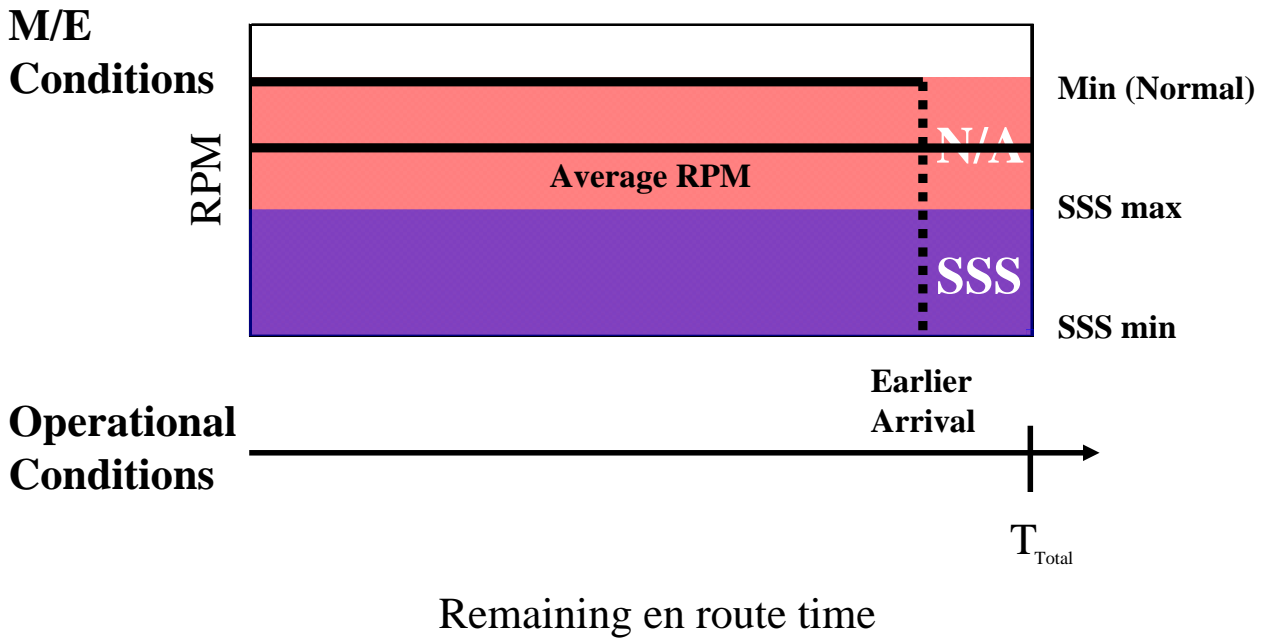 M/E
Conditions
RPM
Min (Normal)
N/A
Average RPM
SSS max
SSS
SSS min
Earlier
Arrival
Operational
Conditions
T Total
Remaining en route time